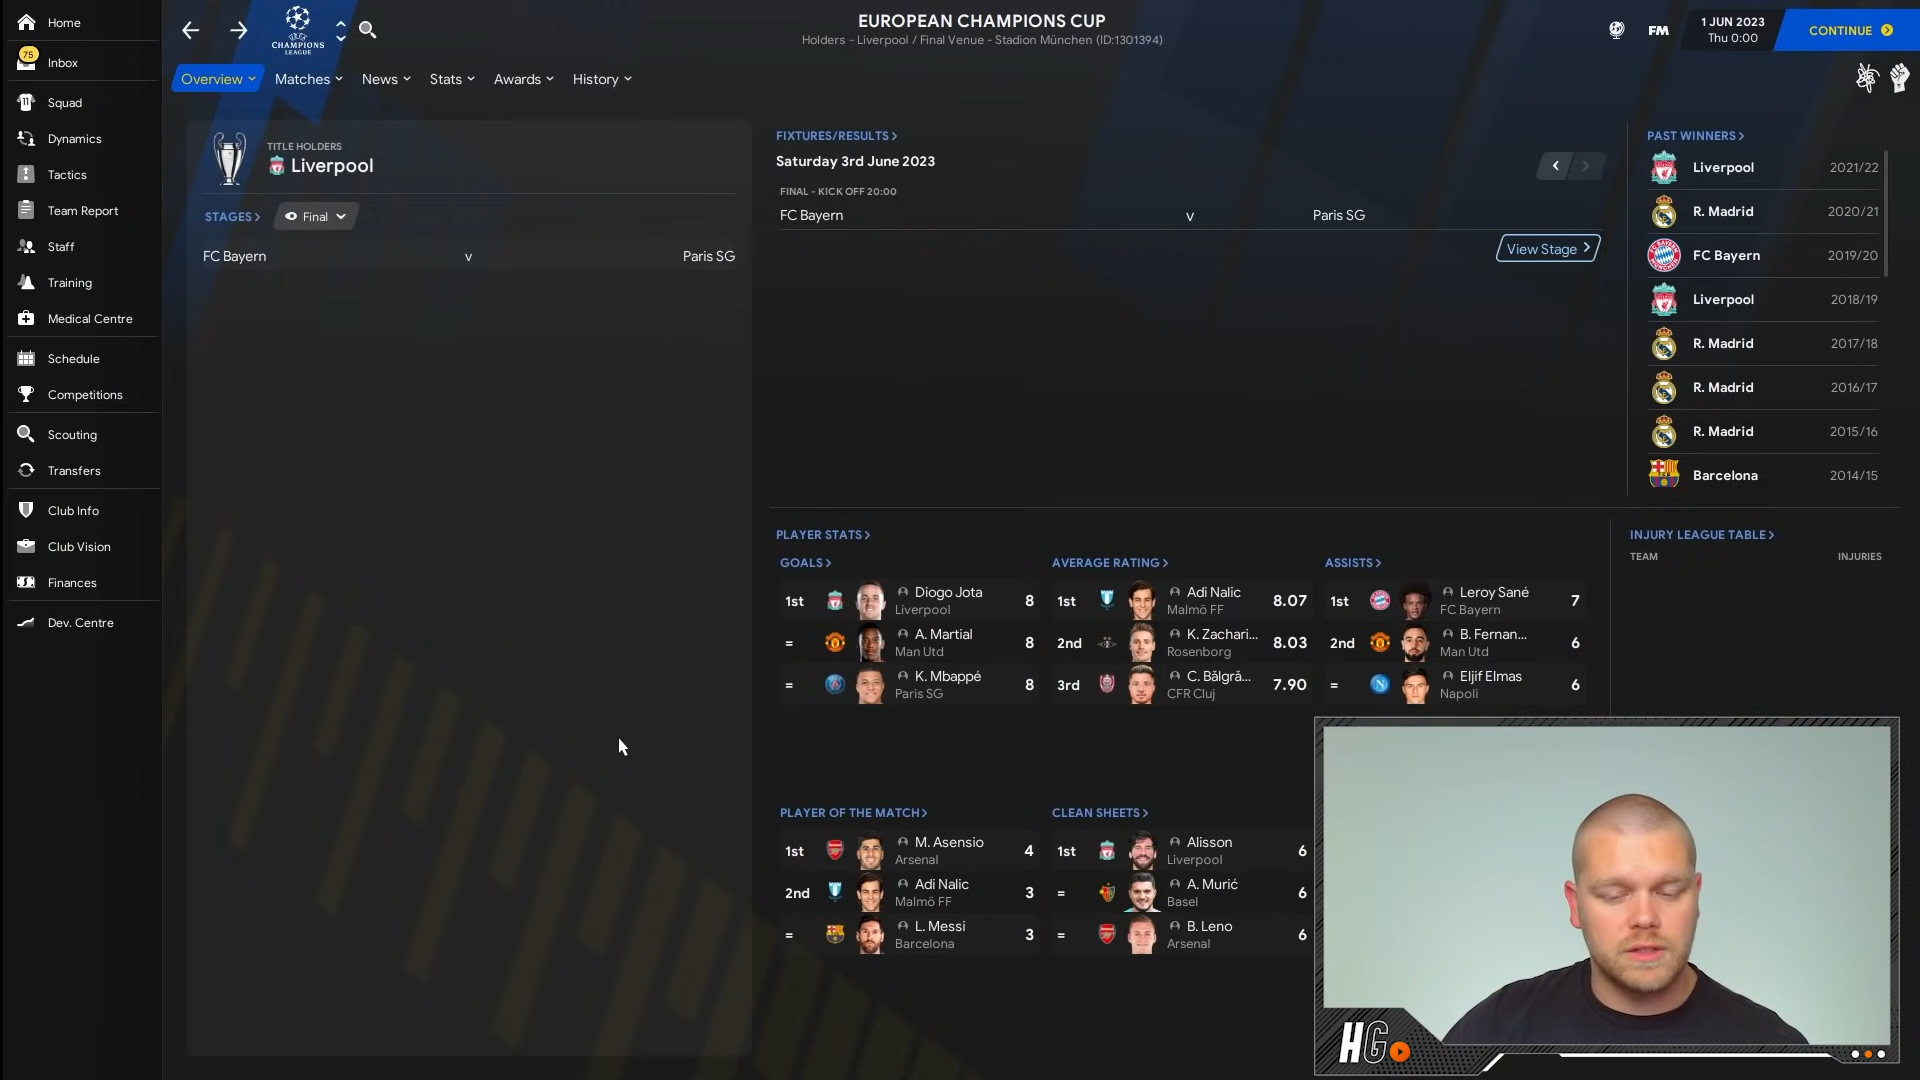 Home
75
Inbox
Squad
Dynamics
Tactics
Team Report
Staff
Training
Medical Centre
Schedule
Competitions
Scouting
Transfers
Club Info
Club Vision
Finances
Dev. Centre
CHAMPIONS
LEAGUE
EUROPEAN CHAMPIONS CUP
Holders - Liverpool / Final Venue - Stadion München (ID:1301394)
FM
1 JUN 2023
Thu 0:00
CONTINUE
Overview
Matches
News
Stats
Awards
History
TITLE HOLDERS
Liverpool
STAGES
Final
FC Bayern v Paris SG
FIXTURES/RESULTS
Saturday 3rd June 2023
FINAL - KICK OFF 20:00
FC Bayern v Paris SG
View Stage
PAST WINNERS
Liverpool 2021/22
R. Madrid 2020/21
FC Bayern 2019/20
Liverpool 2018/19
R. Madrid 2017/18
R. Madrid 2016/17
R. Madrid 2015/16
Barcelona 2014/15
PLAYER STATS
GOALS
1st Diogo Jota 8
Liverpool
= A. Martial 8
Man Utd
= K. Mbappé 8
Paris SG
AVERAGE RATING
1st Adi Nalic 8.07
Malmö FF
2nd K. Zachari... 8.03
Rosenborg
3rd C. Bălgră... 7.90
CFR Cluj
ASSISTS
1st Leroy Sané 7
FC Bayern
2nd B. Fernan... 6
Man Utd
= Eljif Elmas 6
Napoli
INJURY LEAGUE TABLE
TEAM INJURIES
PLAYER OF THE MATCH
1st M. Asensio 4
Arsenal
2nd Adi Nalic 3
Malmö FF
= L. Messi 3
Barcelona
CLEAN SHEETS
1st Alisson 6
Liverpool
= A. Murić 6
Basel
= B. Leno 6
Arsenal
HG